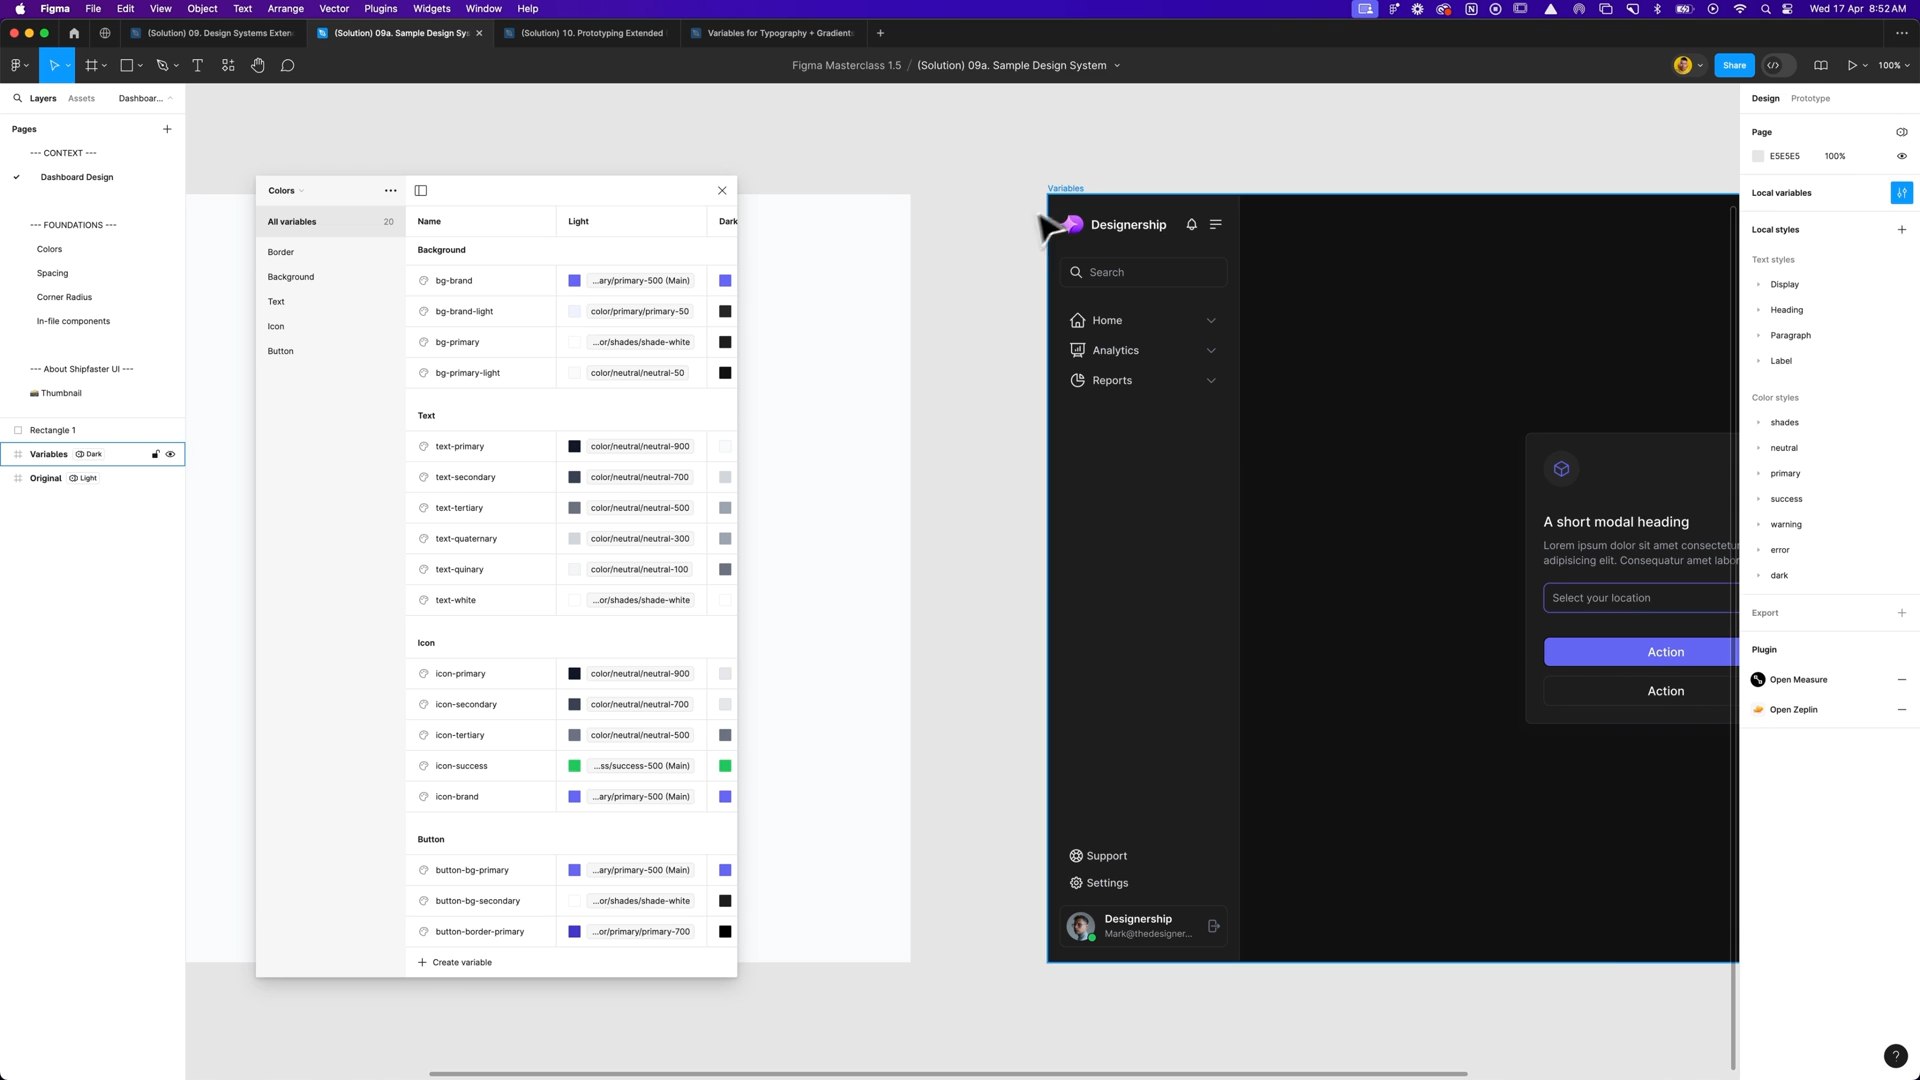 Figma File Edit View Object Text Arrange Vector Plugins Widgets Window Help
Wed 17 Apr 8:52 AM
(Solution) 09. Design Systems Exten
(Solution) 09a. Sample Design Sy
(Solution) 10. Prototyping Extended
Variables for Typography + Gradient
Figma Masterclass 1.5 / (Solution) 09a. Sample Design System
Share
100%
Layers
Assets
Dashboar...
Pages
--- CONTEXT ---
Dashboard Design
--- FOUNDATIONS ---
Colors
Spacing
Corner Radius
In-file components
--- About Shipfaster UI ---
Thumbnail
Rectangle 1
Variables Dark
Original Light
Colors
All variables 20
Border
Background
Text
Icon
Button
Name Light Dark
Background
bg-brand ...ary/primary-500 (Main)
bg-brand-light color/primary/primary-50
bg-primary ...or/shades/shade-white
bg-primary-light color/neutral/neutral-50
Text
text-primary color/neutral/neutral-900
text-secondary color/neutral/neutral-700
text-tertiary color/neutral/neutral-500
text-quaternary color/neutral/neutral-300
text-quinary color/neutral/neutral-100
text-white ...or/shades/shade-white
Icon
icon-primary color/neutral/neutral-900
icon-secondary color/neutral/neutral-700
icon-tertiary color/neutral/neutral-500
icon-success ...ss/success-500 (Main)
icon-brand ...ary/primary-500 (Main)
Button
button-bg-primary ...ary/primary-500 (Main)
button-bg-secondary ...or/shades/shade-white
button-border-primary ...or/primary/primary-700
Create variable
Variables
Designership
Search
Home
Analytics
Reports
Support
Settings
Designership
Mark@thedesigner...
A short modal heading
Lorem ipsum dolor sit amet consectetur
adipisicing elit. Consequatur amet labor
Select your location
Action
Action
Design Prototype
Page
E5E5E5 100%
Local variables
Local styles
Text styles
Display
Heading
Paragraph
Label
Color styles
shades
neutral
primary
success
warning
error
dark
Export
Plugin
Open Measure
Open Zeplin
?